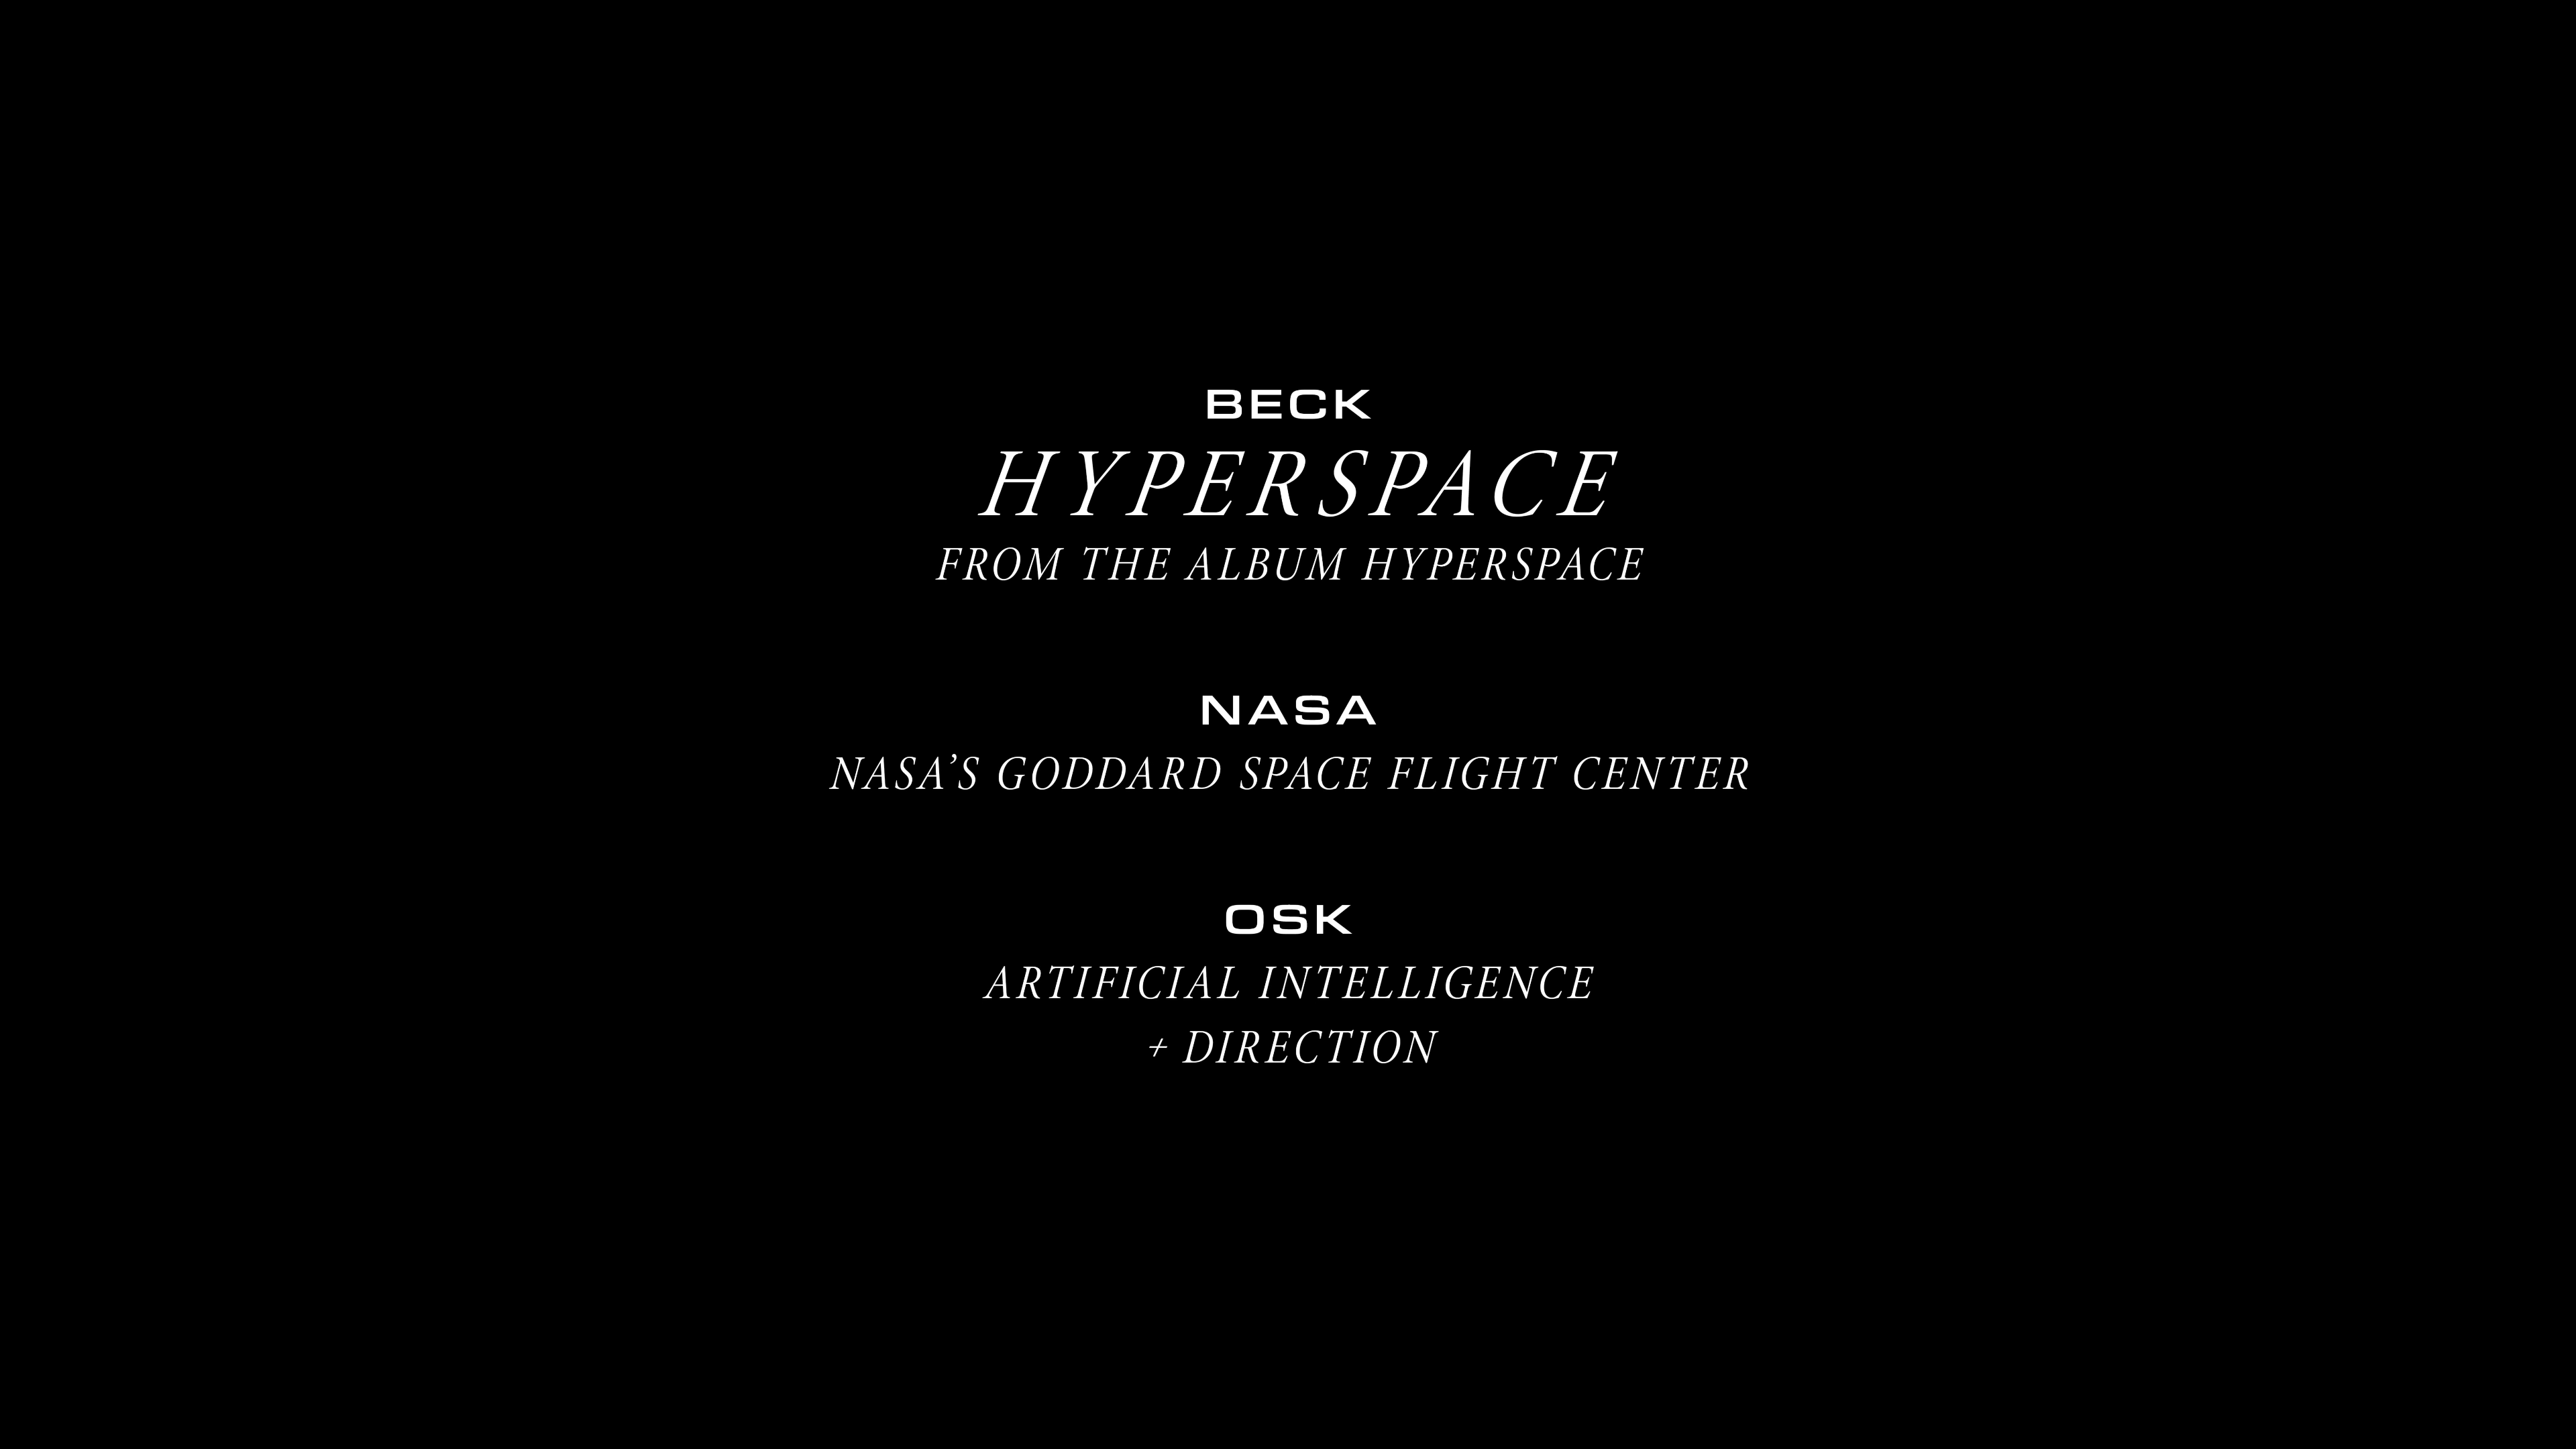 BECK
HYPERSPACE
FROM THE ALBUM HYPERSPACE
NASA
NASA’S GODDARD SPACE FLIGHT CENTER
OSK
ARTIFICIAL INTELLIGENCE
+ DIRECTION